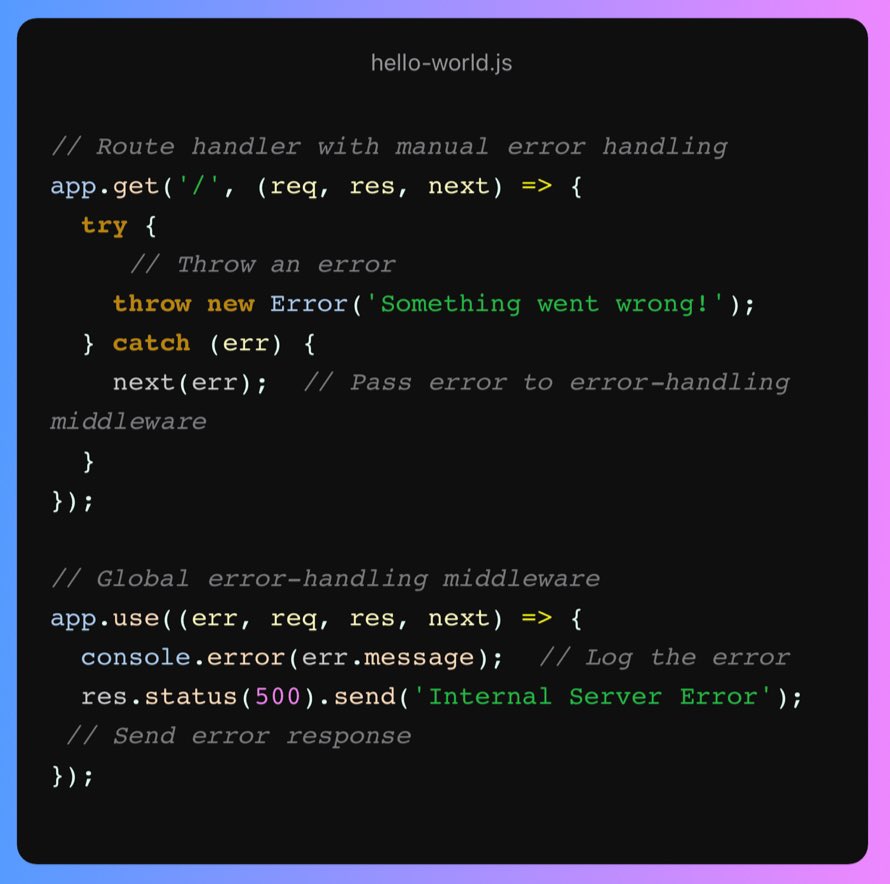 hello-world.js
// Route handler with manual error handling
app.get('/', (req, res, next) => {
  try {
     // Throw an error
    throw new Error('Something went wrong!');
  } catch (err) {
    next(err);  // Pass error to error-handling
middleware
  }
});

// Global error-handling middleware
app.use((err, req, res, next) => {
  console.error(err.message);  // Log the error
  res.status(500).send('Internal Server Error');
 // Send error response
});